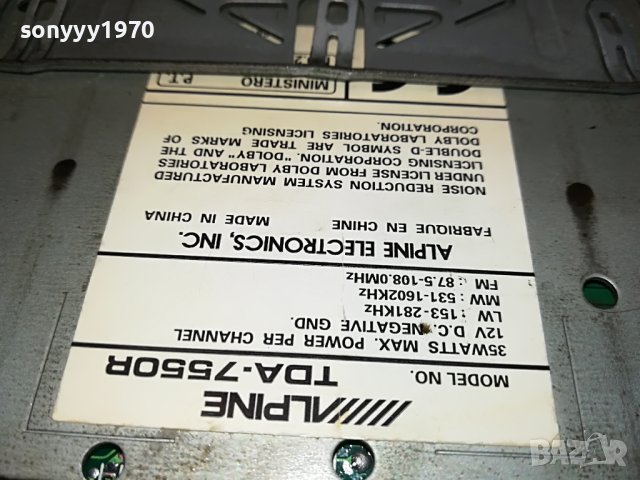 sonyyy1970
ALPINE
MODEL NO.
TDA-7550R
35WATTS MAX. POWER PER CHANNEL
12V D.C. NEGATIVE GND.
LW : 153-281KHz
MW : 531-1602KHz
FM : 87.5-108.0MHz
ALPINE ELECTRONICS, INC.
FABRIQUE EN CHINE MADE IN CHINA
NOISE REDUCTION SYSTEM MANUFACTURED
UNDER LICENSE FROM DOLBY LABORATORIES
LICENSING CORPORATION. "DOLBY" AND THE
DOUBLE-D SYMBOL ARE TRADE MARKS OF
DOLBY LABORATORIES LICENSING
CORPORATION.
MINISTERO P.T.
CE
BAZAR